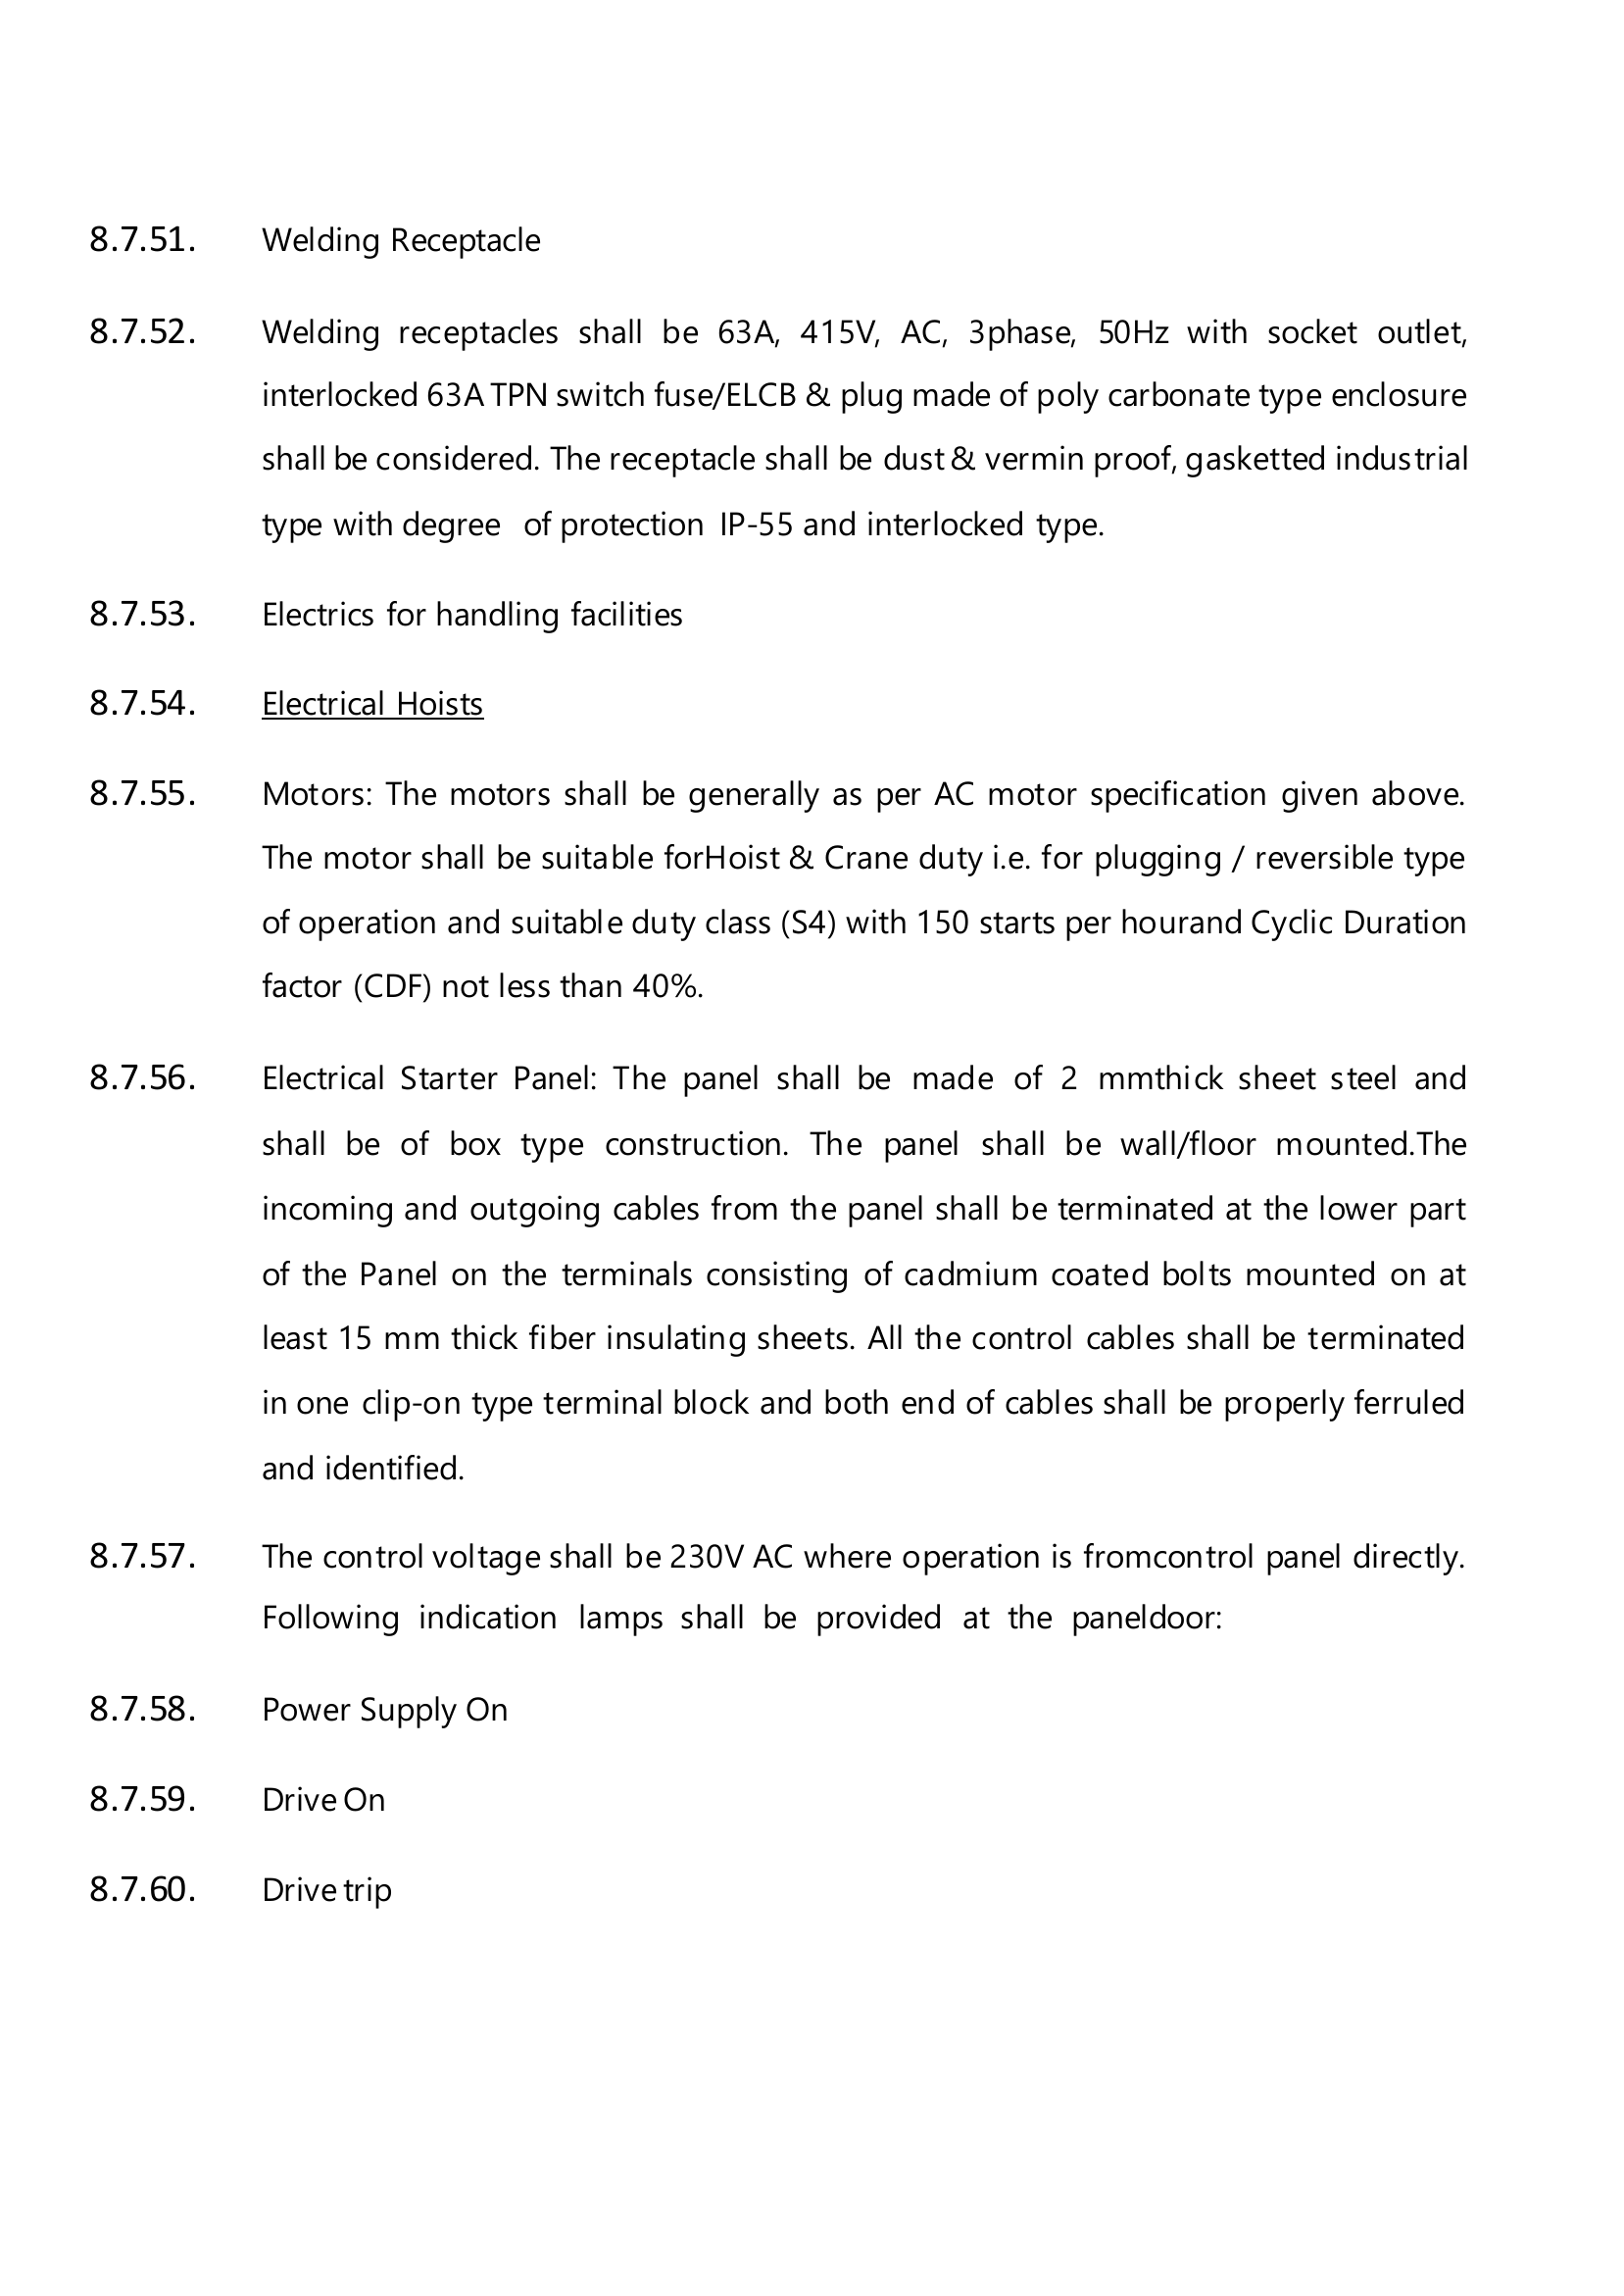 8.7.51. Welding Receptacle
8.7.52. Welding receptacles shall be 63A, 415V, AC, 3phase, 50Hz with socket outlet,
interlocked 63A TPN switch fuse/ELCB & plug made of poly carbonate type enclosure
shall be considered. The receptacle shall be dust & vermin proof, gasketted industrial
type with degree of protection IP-55 and interlocked type.
8.7.53. Electrics for handling facilities
8.7.54. Electrical Hoists
8.7.55. Motors: The motors shall be generally as per AC motor specification given above.
The motor shall be suitable forHoist & Crane duty i.e. for plugging / reversible type
of operation and suitable duty class (S4) with 150 starts per hourand Cyclic Duration
factor (CDF) not less than 40%.
8.7.56. Electrical Starter Panel: The panel shall be made of 2 mmthick sheet steel and
shall be of box type construction. The panel shall be wall/floor mounted.The
incoming and outgoing cables from the panel shall be terminated at the lower part
of the Panel on the terminals consisting of cadmium coated bolts mounted on at
least 15 mm thick fiber insulating sheets. All the control cables shall be terminated
in one clip-on type terminal block and both end of cables shall be properly ferruled
and identified.
8.7.57. The control voltage shall be 230V AC where operation is fromcontrol panel directly.
Following indication lamps shall be provided at the paneldoor:
8.7.58. Power Supply On
8.7.59. Drive On
8.7.60. Drive trip